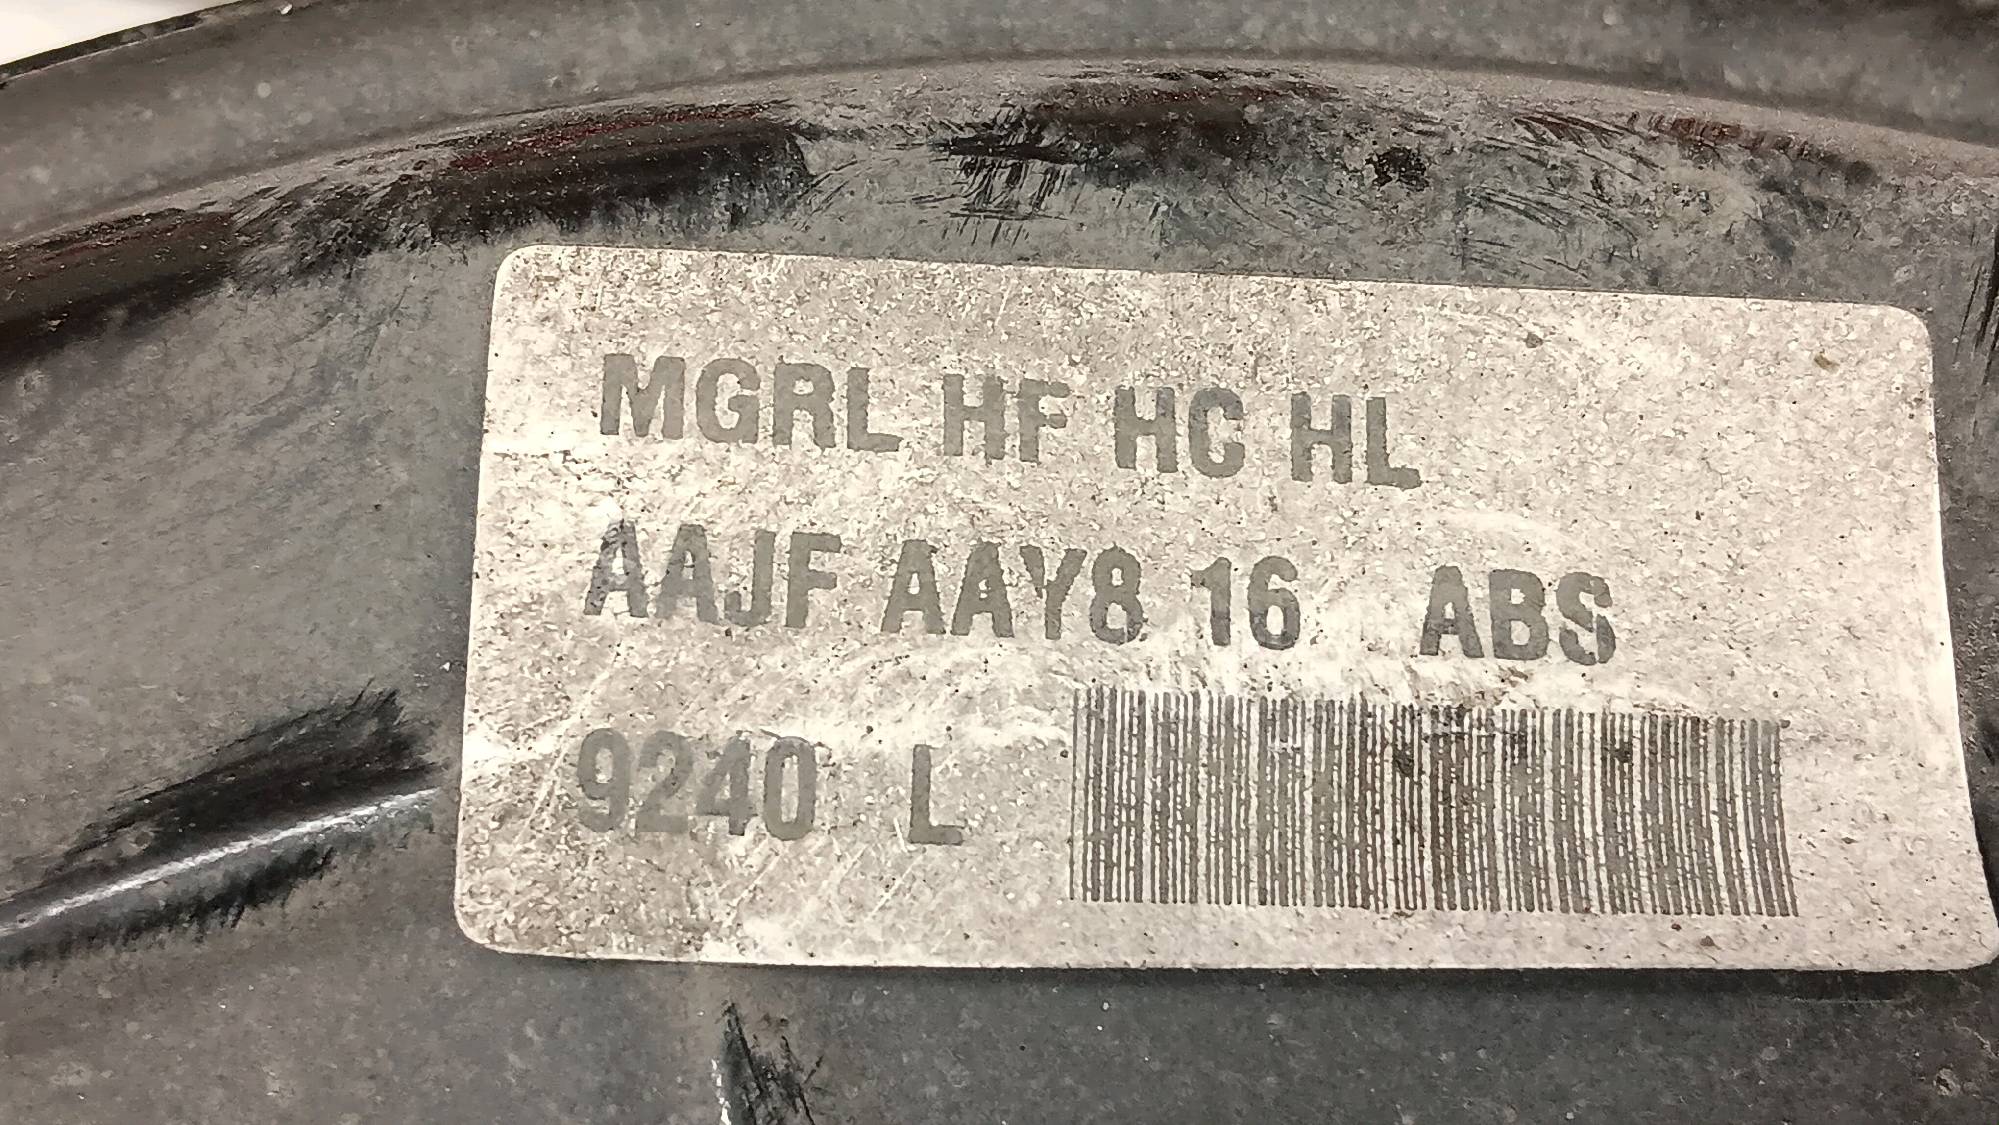 MGRL HF HC HL
AAJF AAY8 16 ABS
9240 L